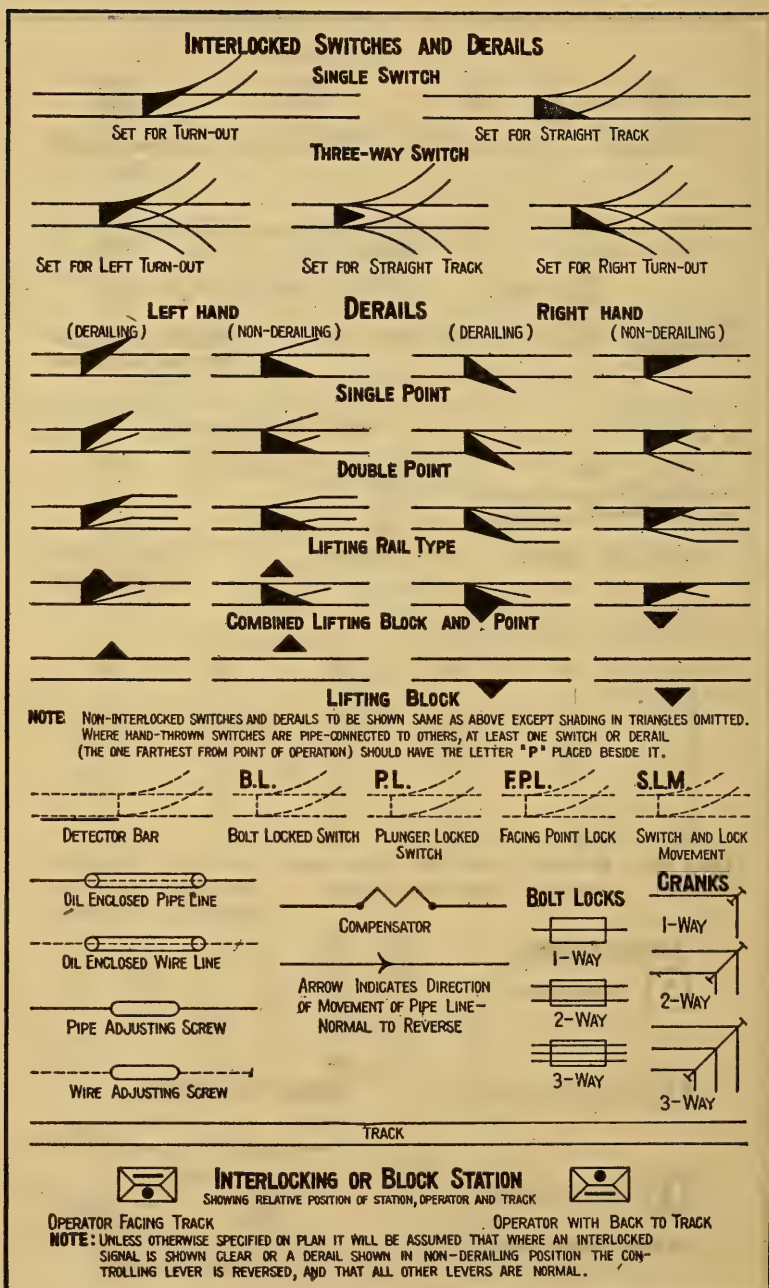 INTERLOCKED SWITCHES AND DERAILS
SINGLE SWITCH
SET FOR TURN-OUT
SET FOR STRAIGHT TRACK
THREE-WAY SWITCH
SET FOR LEFT TURN-OUT
SET FOR STRAIGHT TRACK
SET FOR RIGHT TURN-OUT
LEFT HAND
DERAILS
RIGHT HAND
(DERAILING)
(NON-DERAILING)
(DERAILING)
(NON-DERAILING)
SINGLE POINT
DOUBLE POINT
LIFTING RAIL TYPE
COMBINED LIFTING BLOCK AND POINT
LIFTING BLOCK
NOTE NON-INTERLOCKED SWITCHES AND DERAILS TO BE SHOWN SAME AS ABOVE EXCEPT SHADING IN TRIANGLES OMITTED.
WHERE HAND-THROWN SWITCHES ARE PIPE-CONNECTED TO OTHERS, AT LEAST ONE SWITCH OR DERAIL
(THE ONE FARTHEST FROM POINT OF OPERATION) SHOULD HAVE THE LETTER "P" PLACED BESIDE IT.
DETECTOR BAR
B.L.
BOLT LOCKED SWITCH
P.L.
PLUNGER LOCKED
SWITCH
F.P.L.
FACING POINT LOCK
S.L.M.
SWITCH AND LOCK
MOVEMENT
OIL ENCLOSED PIPE LINE
OIL ENCLOSED WIRE LINE
PIPE ADJUSTING SCREW
WIRE ADJUSTING SCREW
COMPENSATOR
ARROW INDICATES DIRECTION
OF MOVEMENT OF PIPE LINE-
NORMAL TO REVERSE
BOLT LOCKS
1-WAY
2-WAY
3-WAY
CRANKS
1-WAY
2-WAY
3-WAY
TRACK
INTERLOCKING OR BLOCK STATION
SHOWING RELATIVE POSITION OF STATION, OPERATOR AND TRACK
OPERATOR FACING TRACK
OPERATOR WITH BACK TO TRACK
NOTE: UNLESS OTHERWISE SPECIFIED ON PLAN IT WILL BE ASSUMED THAT WHERE AN INTERLOCKED
SIGNAL IS SHOWN CLEAR OR A DERAIL SHOWN IN NON-DERAILING POSITION THE CON-
TROLLING LEVER IS REVERSED, AND THAT ALL OTHER LEVERS ARE NORMAL.